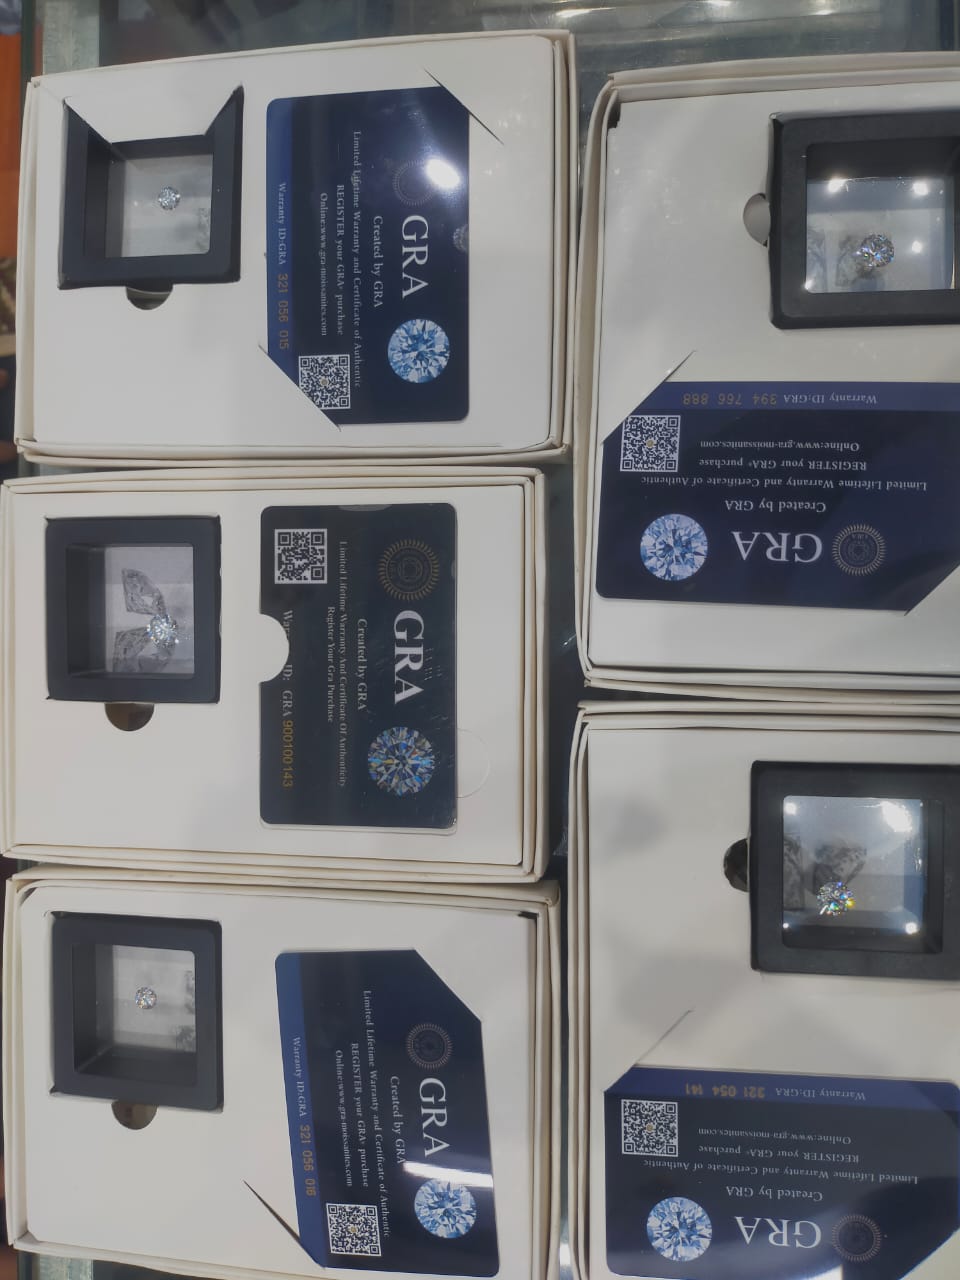 GRA
Created by GRA
Limited Lifetime Warranty and Certificate of Authentic
REGISTER your GRA® purchase
Online:www.gra-moissanites.com
Warranty ID:GRA 321 056 015
GRA
Created by GRA
Limited Lifetime Warranty And Certificate Of Authenticity
Register Your Gra Purchase
ID: GRA 900100143
GRA
Created by GRA
Limited Lifetime Warranty and Certificate of Authentic
REGISTER your GRA® purchase
Online:www.gra-moissanites.com
Warranty ID:GRA 321 056 016
GRA
Created by GRA
Limited Lifetime Warranty and Certificate of Authentic
REGISTER your GRA® purchase
Online:www.gra-moissanites.com
Warranty ID:GRA 394 766 888
GRA
Created by GRA
Limited Lifetime Warranty and Certificate of Authentic
REGISTER your GRA® purchase
Online:www.gra-moissanites.com
Warranty ID:GRA 321 054 141